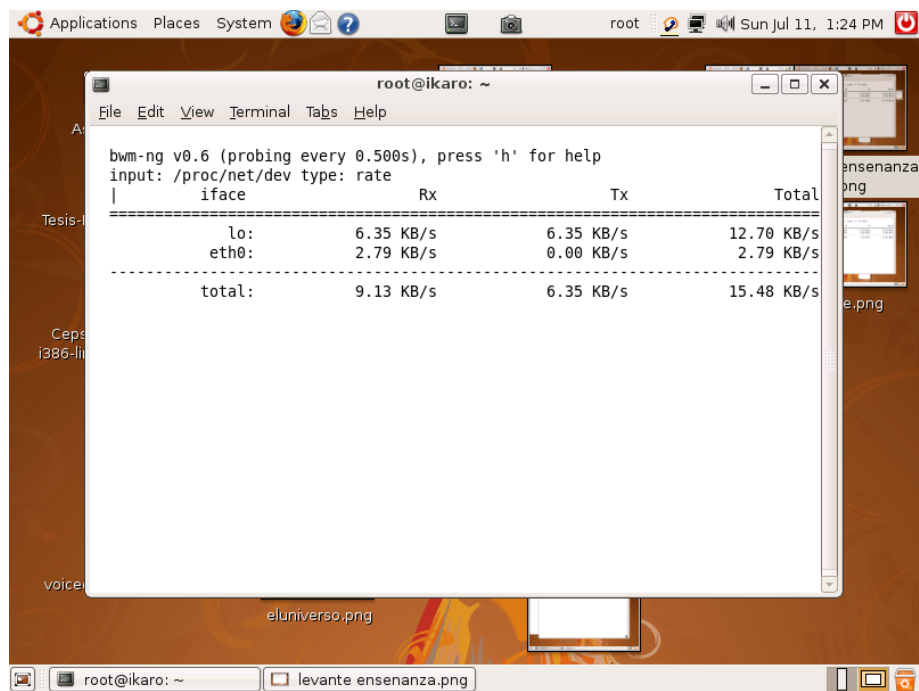 Applications Places System root Sun Jul 11, 1:24 PM
root@ikaro: ~
File Edit View Terminal Tabs Help
bwm-ng v0.6 (probing every 0.500s), press 'h' for help
input: /proc/net/dev type: rate
| iface Rx Tx Total
==============================================================================
lo: 6.35 KB/s 6.35 KB/s 12.70 KB/s
eth0: 2.79 KB/s 0.00 KB/s 2.79 KB/s
------------------------------------------------------------------------------
total: 9.13 KB/s 6.35 KB/s 15.48 KB/s
Tesis-
Ceps
i386-li
voice
ensenanza
png
e.png
eluniverso.png
root@ikaro: ~
levante ensenanza.png